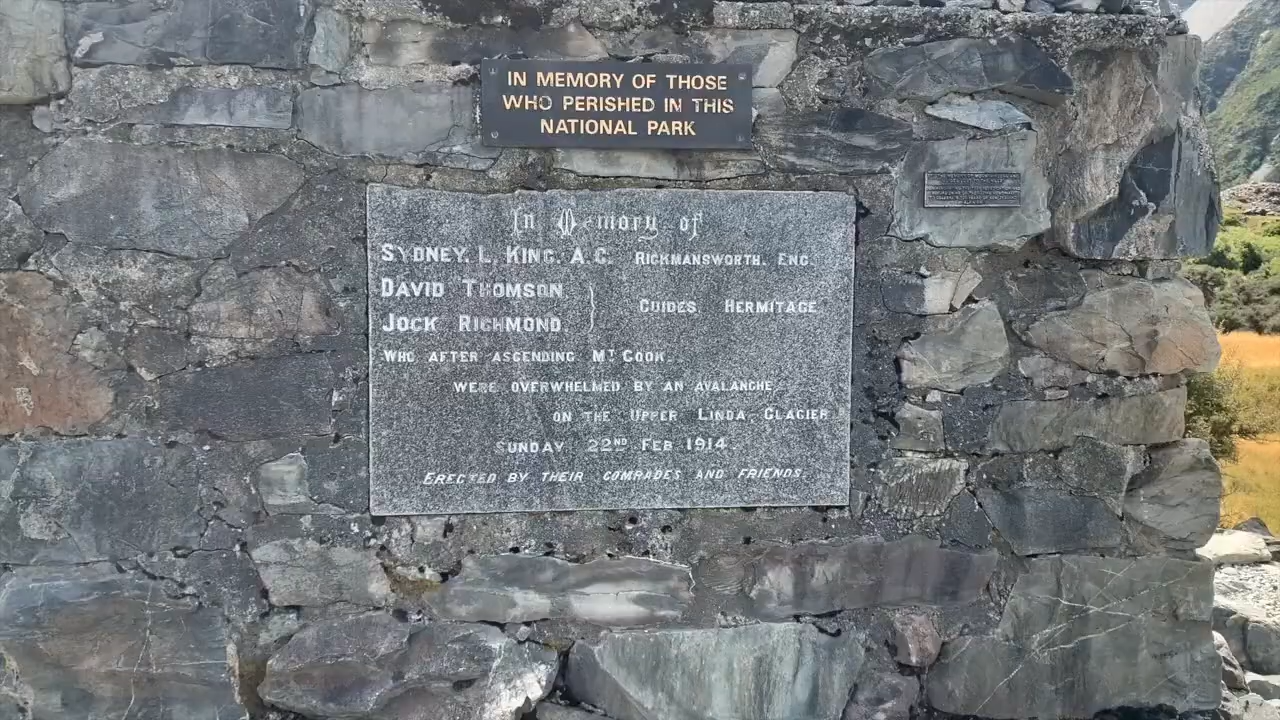 IN MEMORY OF THOSE
WHO PERISHED IN THIS
NATIONAL PARK
In Memory of
SYDNEY. L. KING. A.C. RICKMANSWORTH. ENG.
DAVID THOMSON
JOCK RICHMOND. } GUIDES. HERMITAGE
WHO AFTER ASCENDING MT COOK.
WERE OVERWHELMED BY AN AVALANCHE,
ON THE UPPER LINDA. GLACIER
SUNDAY 22ND FEB 1914.
ERECTED BY THEIR COMRADES AND FRIENDS.